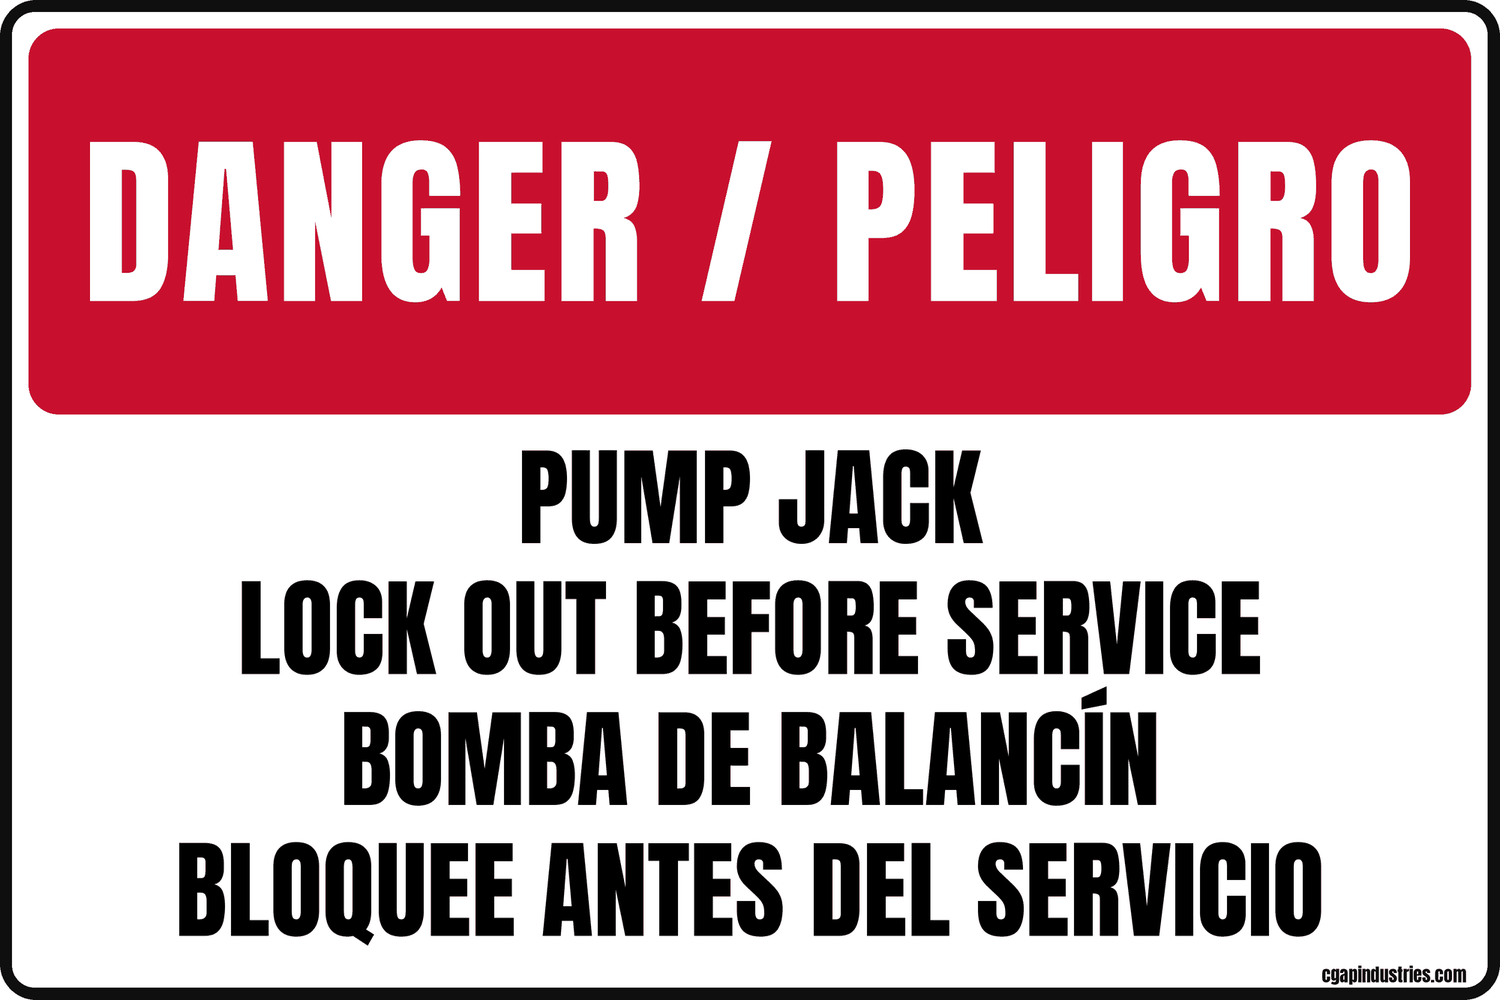 DANGER / PELIGRO
PUMP JACK
LOCK OUT BEFORE SERVICE
BOMBA DE BALANCÍN
BLOQUEE ANTES DEL SERVICIO
cgapindustries.com